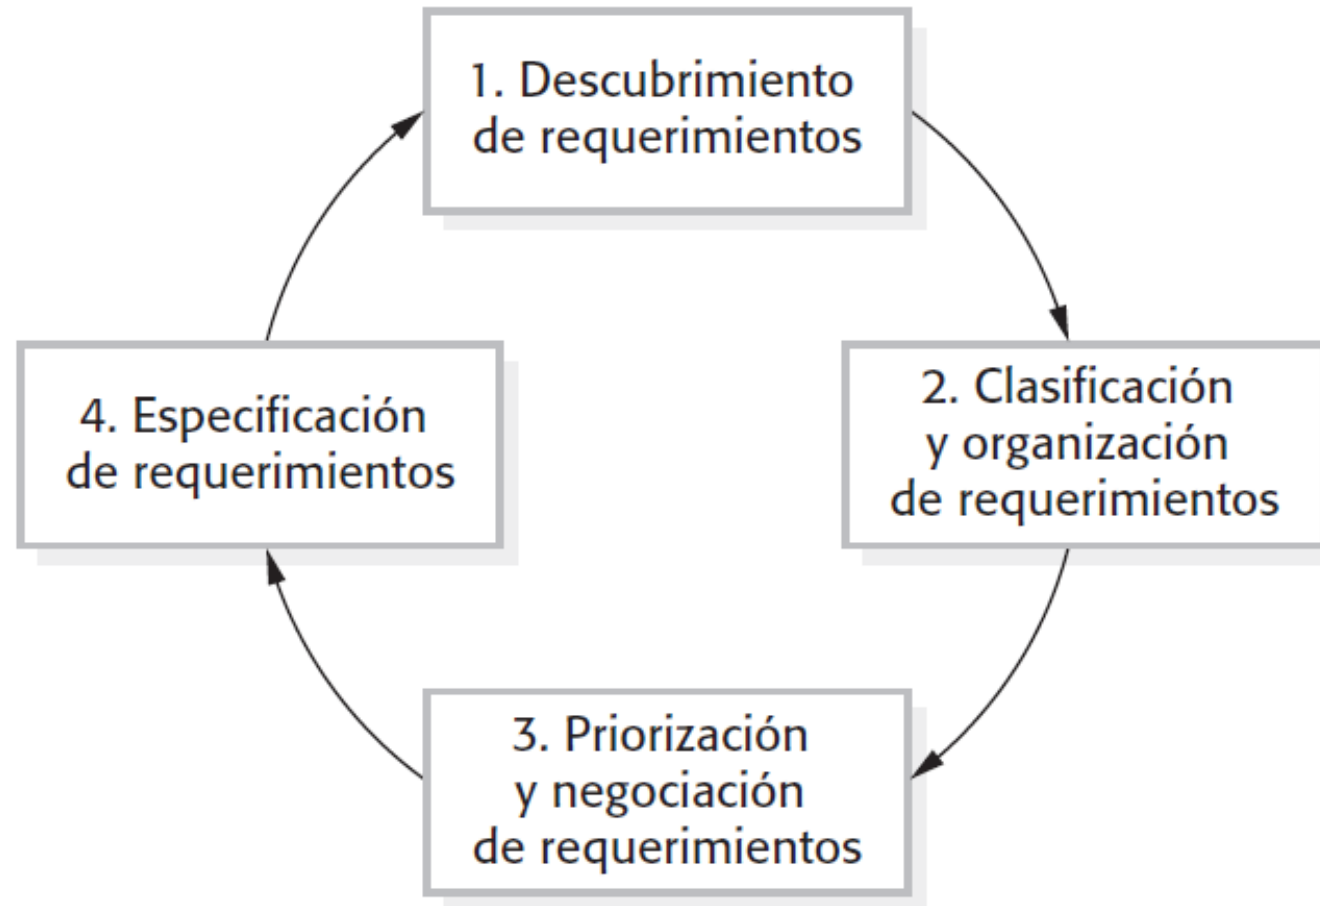 1. Descubrimiento
de requerimientos
2. Clasificación
y organización
de requerimientos
3. Priorización
y negociación
de requerimientos
4. Especificación
de requerimientos